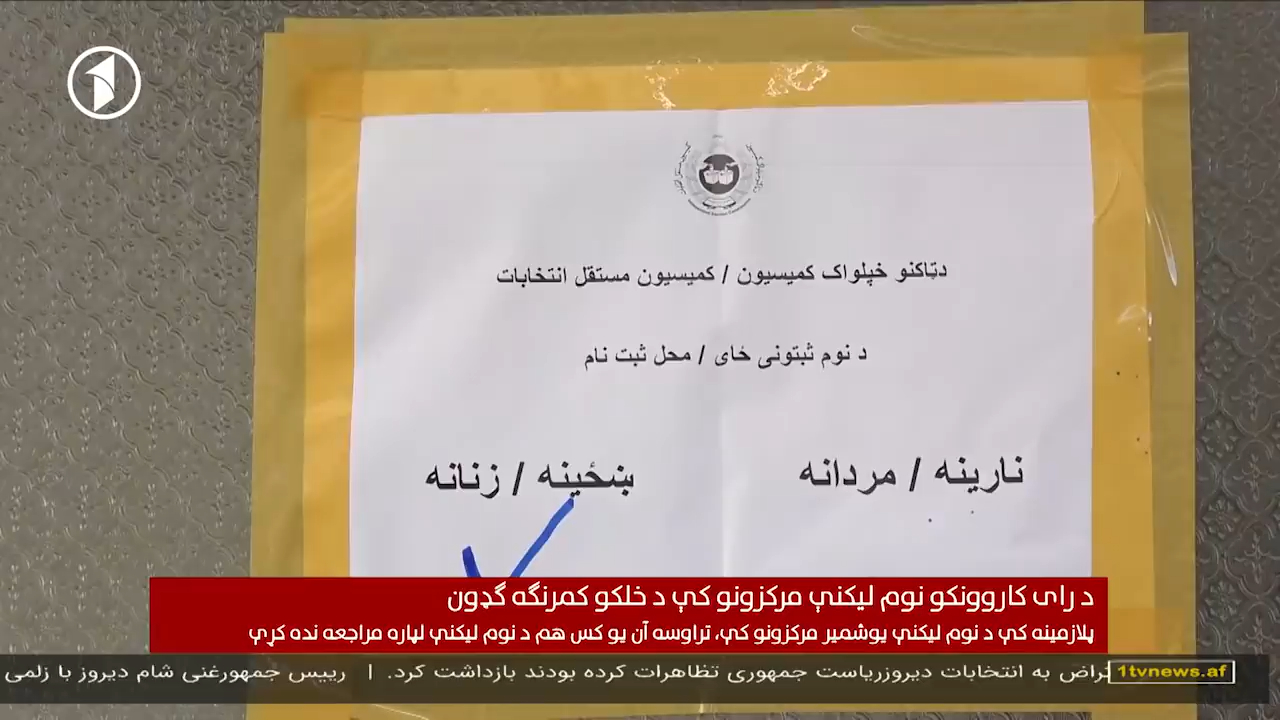 دټاکنو خپلواک کمیسیون / کمیسیون مستقل انتخابات
د نوم ثبتونی ځای / محل ثبت نام
نارینه / مردانه
ښځینه / زنانه
د رای کاروونکو نوم لیکنې مرکزونو کې د خلکو کمرنګه ګډون
پلازمینه کې د نوم لیکنې یوشمیر مرکزونو کې، تراوسه آن یو کس هم د نوم لیکنې لپاره مراجعه نده کړې
1tvnews.af
به انتخابات دیروزریاست جمهوری تظاهرات کرده بودند بازداشت کرد. | رییس جمهورغنی شام دیروز با زلمی